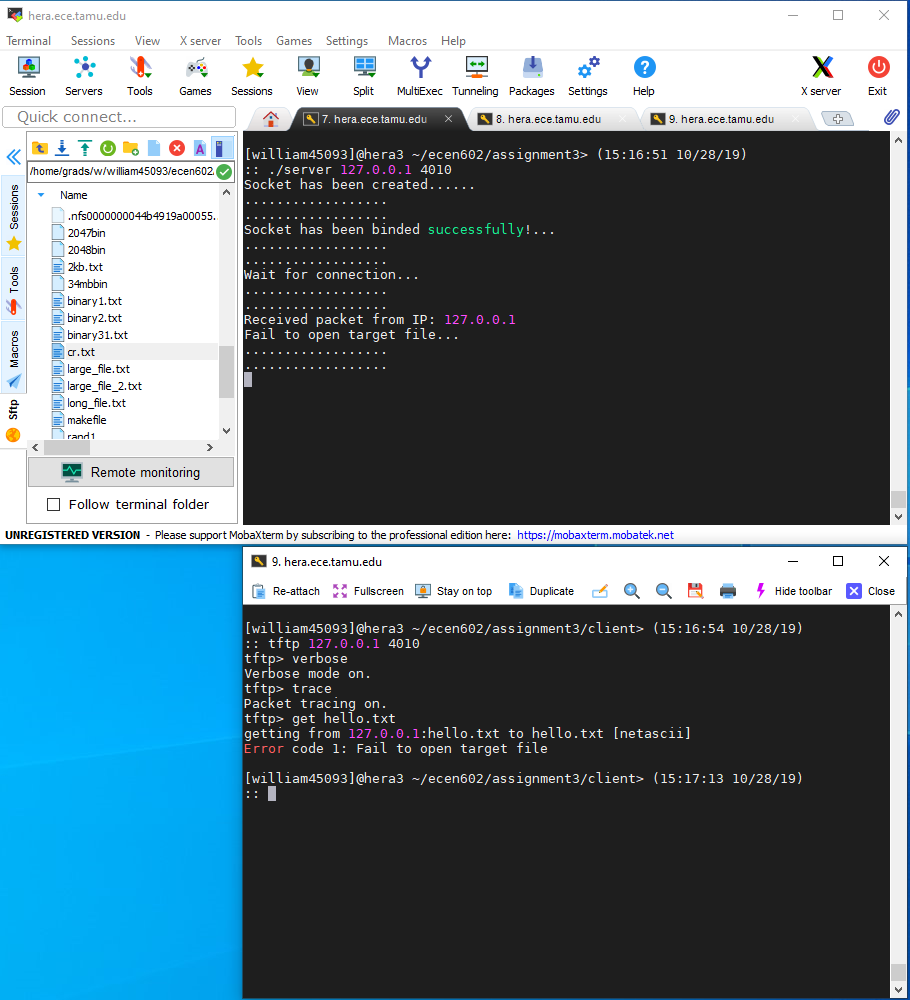 hera.ece.tamu.edu
Terminal Sessions View X server Tools Games Settings Macros Help
Session Servers Tools Games Sessions View Split MultiExec Tunneling Packages Settings Help X server Exit
Quick connect...
7. hera.ece.tamu.edu
8. hera.ece.tamu.edu
9. hera.ece.tamu.edu
/home/grads/w/william45093/ecen602/
Name
.nfs0000000044b4919a00055.
2047bin
2048bin
2kb.txt
34mbbin
binary1.txt
binary2.txt
binary31.txt
cr.txt
large_file.txt
large_file_2.txt
long_file.txt
makefile
rand1
Sessions
Tools
Macros
Sftp
Remote monitoring
Follow terminal folder
[william45093]@hera3 ~/ecen602/assignment3> (15:16:51 10/28/19)
:: ./server 127.0.0.1 4010
Socket has been created......
..................
..................
Socket has been binded successfully!...
..................
..................
Wait for connection...
..................
..................
Received packet from IP: 127.0.0.1
Fail to open target file...
..................
..................
UNREGISTERED VERSION - Please support MobaXterm by subscribing to the professional edition here: https://mobaxterm.mobatek.net
9. hera.ece.tamu.edu
Re-attach Fullscreen Stay on top Duplicate Hide toolbar Close
[william45093]@hera3 ~/ecen602/assignment3/client> (15:16:54 10/28/19)
:: tftp 127.0.0.1 4010
tftp> verbose
Verbose mode on.
tftp> trace
Packet tracing on.
tftp> get hello.txt
getting from 127.0.0.1:hello.txt to hello.txt [netascii]
Error code 1: Fail to open target file
[william45093]@hera3 ~/ecen602/assignment3/client> (15:17:13 10/28/19)
::